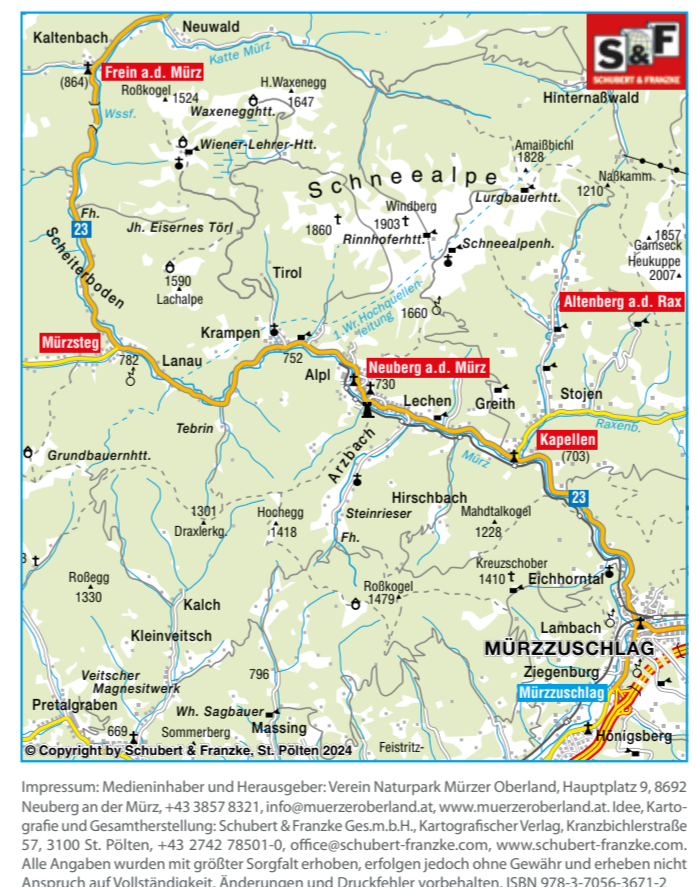 Kaltenbach
Neuwald
Katte Mürz
S&F
SCHUBERT & FRANZKE
(864)
Frein a.d. Mürz
Roßkogel
1524
H.Waxenegg
1647
Waxenegghtt.
Hinternaßwald
Wssf.
Wiener-Lehrer-Htt.
Amaißbichl
1828
Naßkamm
1210
Schneealpe
Lurgbauerhtt.
Fh.
23
Jh. Eisernes Törl
1860
Windberg
1903
Rinnhoferhtt.
Schneealpenh.
1857
Gamseck
Heukuppe
2007
Scheiterboden
1590
Lachalpe
Tirol
1.Wr.Hochquellen-
leitung
1660
Altenberg a.d. Rax
Mürzsteg
Krampen
782
Lanau
752
Alpl
Neuberg a.d. Mürz
730
Lechen
Greith
Stojen
Tebrin
Raxenb.
Kapellen
(703)
Grundbauernhtt.
Arzbach
Mürz
23
Hirschbach
1301
Draxlerkg.
Hochegg
1418
Steinrieser
Fh.
Mahdtalkogel
1228
Roßegg
1330
Kreuzschober
1410
Eichhorntal
Roßkogel
1479
Kalch
Kleinveitsch
Lambach
MÜRZZUSCHLAG
Ziegenburg
Mürzzuschlag
Veitscher
Magnesitwerk
796
Pretalgraben
Wh. Sagbauer
669
Sommerberg
Massing
Hönigsberg
Feistritz-
© Copyright by Schubert & Franzke, St. Pölten 2024
Impressum: Medieninhaber und Herausgeber: Verein Naturpark Mürzer Oberland, Hauptplatz 9, 8692
Neuberg an der Mürz, +43 3857 8321, info@muerzeroberland.at, www.muerzeroberland.at. Idee, Karto-
grafie und Gesamtherstellung: Schubert & Franzke Ges.m.b.H., Kartografischer Verlag, Kranzbichlerstraße
57, 3100 St. Pölten, +43 2742 78501-0, office@schubert-franzke.com, www.schubert-franzke.com.
Alle Angaben wurden mit größter Sorgfalt erhoben, erfolgen jedoch ohne Gewähr und erheben nicht
Anspruch auf Vollständigkeit. Änderungen und Druckfehler vorbehalten. ISBN 978-3-7056-3671-2